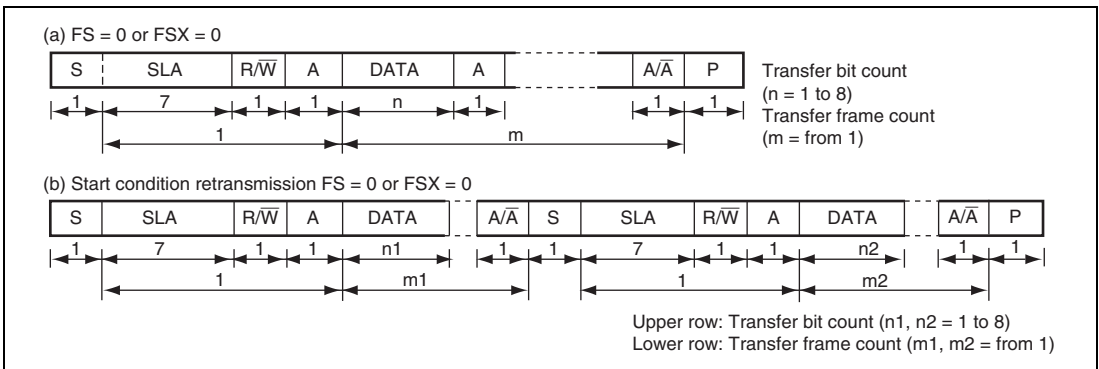 (a) FS = 0 or FSX = 0
S SLA R/W̅ A DATA A A/A̅ P
1 7 1 1 n 1 1 1
1 m
Transfer bit count
(n = 1 to 8)
Transfer frame count
(m = from 1)
(b) Start condition retransmission FS = 0 or FSX = 0
S SLA R/W̅ A DATA A/A̅ S SLA R/W̅ A DATA A/A̅ P
1 7 1 1 n1 1 1 7 1 1 n2 1 1
1 m1 1 m2
Upper row: Transfer bit count (n1, n2 = 1 to 8)
Lower row: Transfer frame count (m1, m2 = from 1)